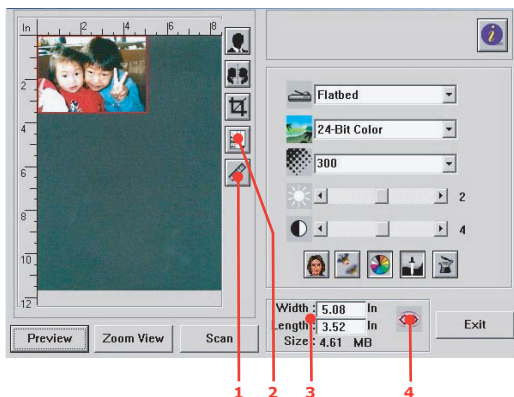 In
2
4
6
8
2
4
6
8
10
12
Flatbed
24-Bit Color
300
2
4
Width : 5.08 In
Length : 3.52 In
Size : 4.61 MB
Preview
Zoom View
Scan
Exit
1
2
3
4